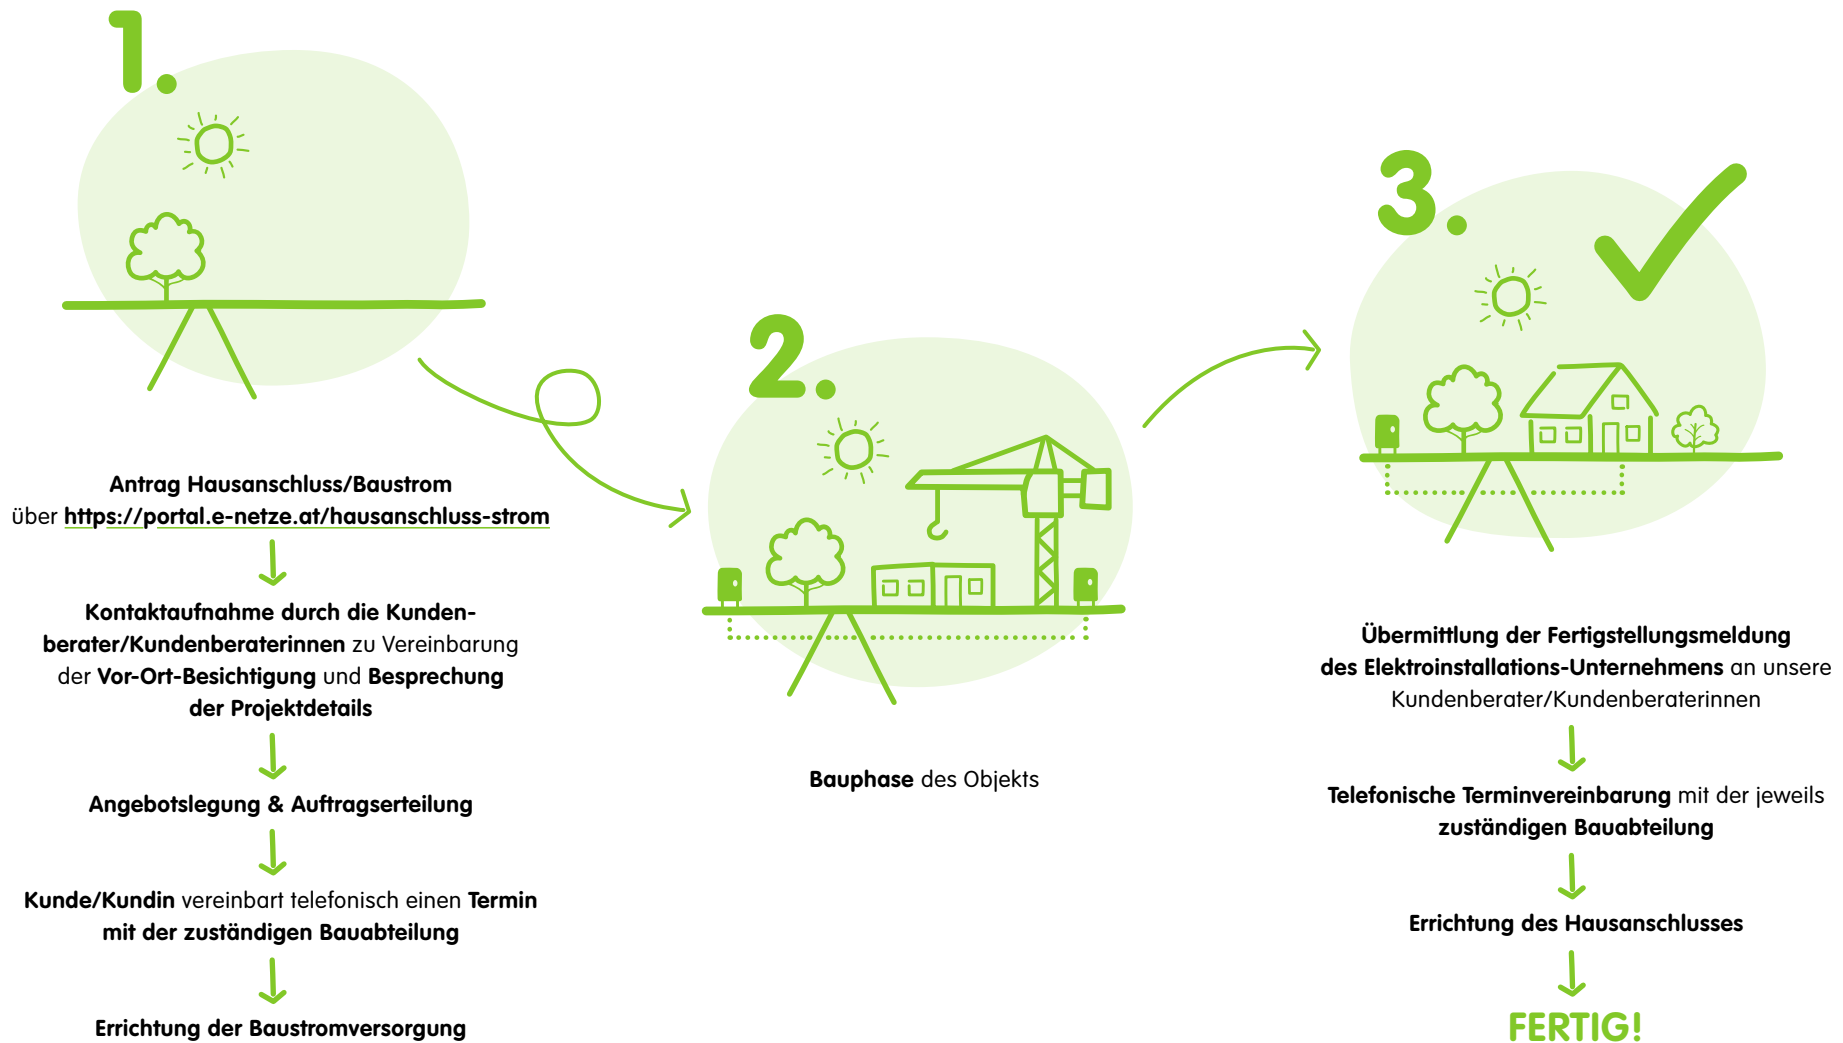 1.
Antrag Hausanschluss/Baustrom
über https://portal.e-netze.at/hausanschluss-strom
Kontaktaufnahme durch die Kunden-
berater/Kundenberaterinnen zu Vereinbarung
der Vor-Ort-Besichtigung und Besprechung
der Projektdetails
Angebotslegung & Auftragserteilung
Kunde/Kundin vereinbart telefonisch einen Termin
mit der zuständigen Bauabteilung
Errichtung der Baustromversorgung
2.
Bauphase des Objekts
3.
Übermittlung der Fertigstellungsmeldung
des Elektroinstallations-Unternehmens an unsere
Kundenberater/Kundenberaterinnen
Telefonische Terminvereinbarung mit der jeweils
zuständigen Bauabteilung
Errichtung des Hausanschlusses
FERTIG!